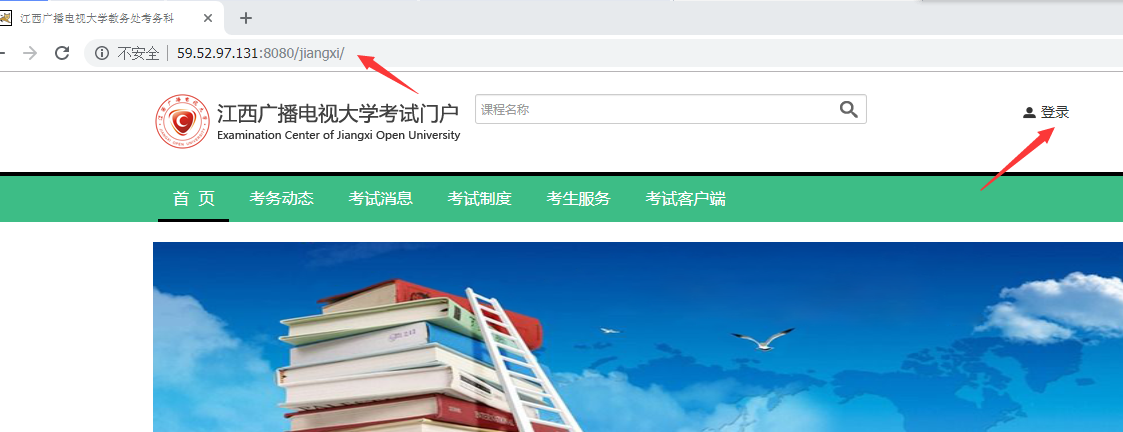 江西广播电视大学教务处考务科
不安全 59.52.97.131:8080/jiangxi/
江西广播电视大学考试门户
Examination Center of Jiangxi Open University
课程名称
登录
首 页 考务动态 考试消息 考试制度 考生服务 考试客户端